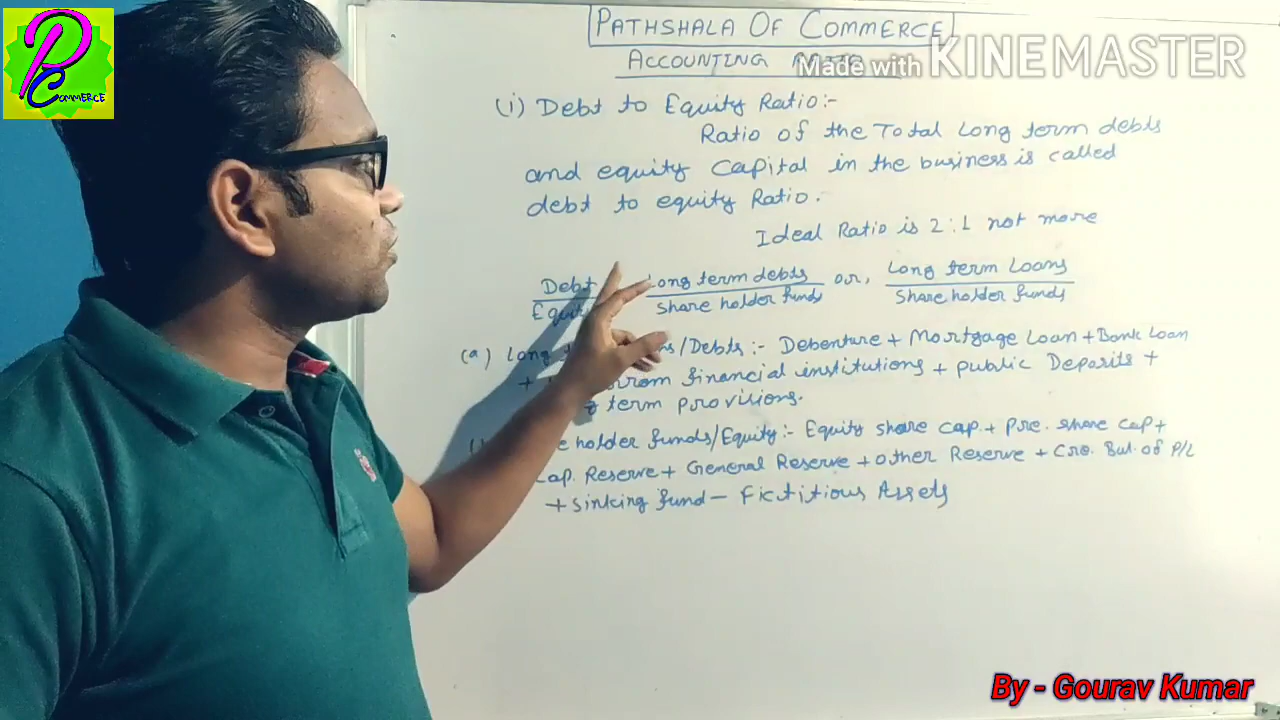 PC
COMMERCE
PATHSHALA OF COMMERCE
ACCOUNTING
Made with KINEMASTER
(i) Debt to Equity Ratio :-
Ratio of the Total Long term debts
and equity Capital in the business is called
debt to equity Ratio.
Ideal Ratio is 2:1 not more
Debt Long term debts or, Long term Loans
share holder funds Share holder funds
(a) Long /Debts :- Debenture + Mortgage Loan + Bank Loan
+ financial institutions + public Deposits +
term provisions.
holder funds/Equity :- Equity share cap. + Pre. share cap +
cap. Reserve + General Reserve + other Reserve + Cre. Bal. of P/L
+ Sinking fund - Fictitious Assets
By - Gourav Kumar